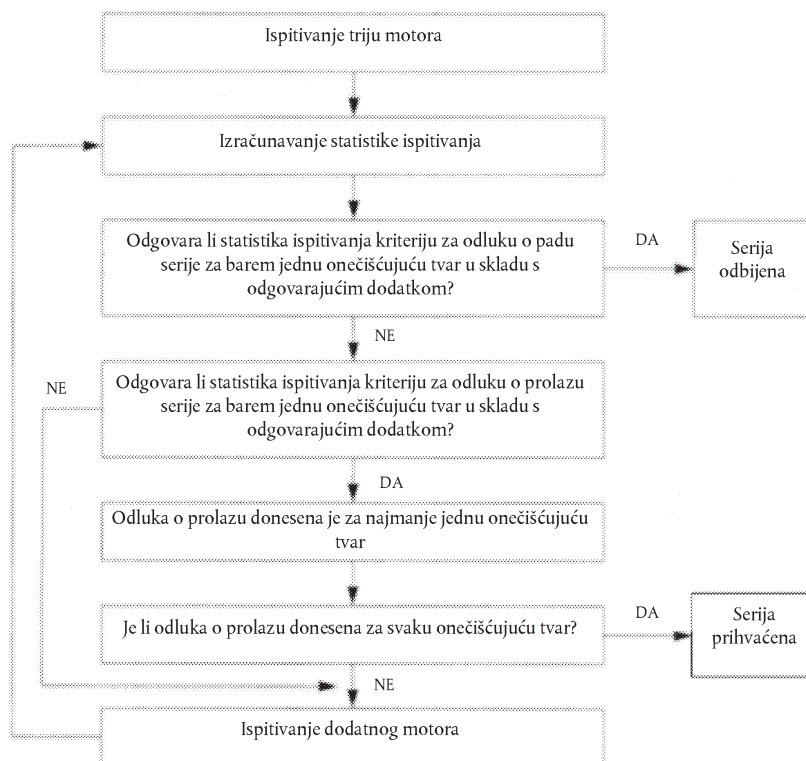 Ispitivanje triju motora
Izračunavanje statistike ispitivanja
Odgovara li statistika ispitivanja kriteriju za odluku o padu
serije za barem jednu onečišćujuću tvar u skladu s
odgovarajućim dodatkom?
DA
Serija
odbijena
NE
NE
Odgovara li statistika ispitivanja kriteriju za odluku o prolazu
serije za barem jednu onečišćujuću tvar u skladu s
odgovarajućim dodatkom?
DA
Odluka o prolazu donesena je za najmanje jednu onečišćujuću
tvar
Je li odluka o prolazu donesena za svaku onečišćujuću tvar?
DA
Serija
prihvaćena
NE
Ispitivanje dodatnog motora